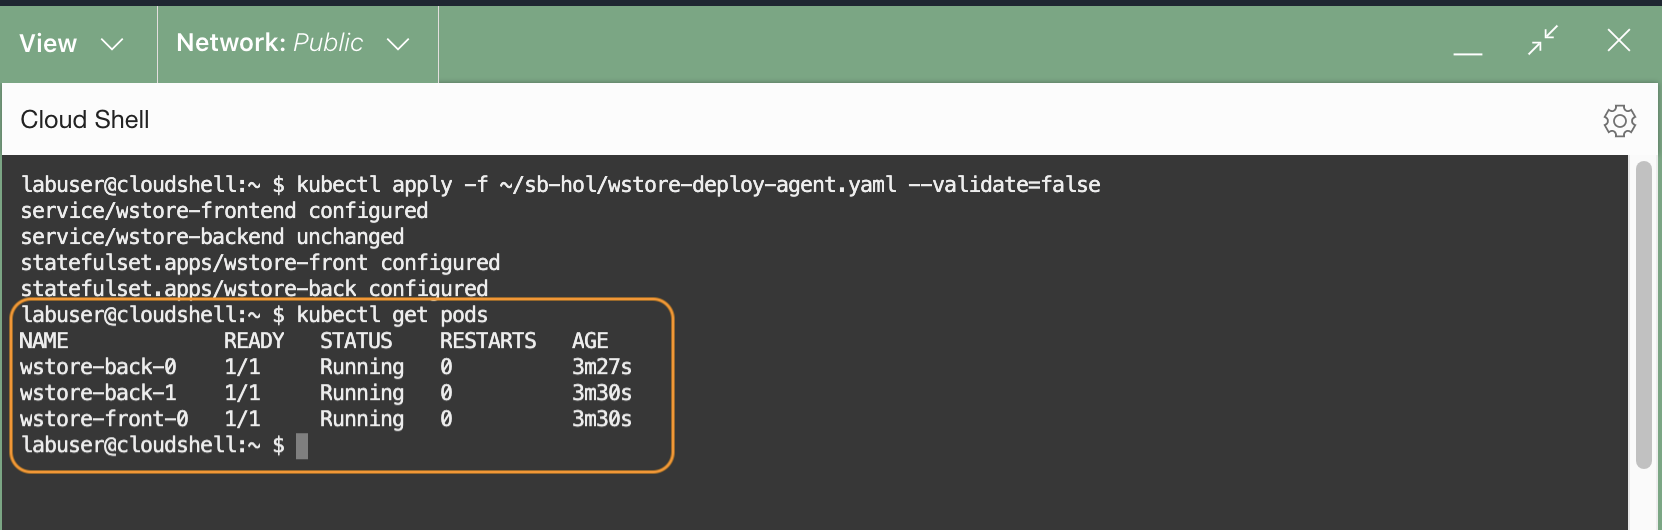 View Network: Public
Cloud Shell
labuser@cloudshell:~ $ kubectl apply -f ~/sb-hol/wstore-deploy-agent.yaml --validate=false
service/wstore-frontend configured
service/wstore-backend unchanged
statefulset.apps/wstore-front configured
statefulset.apps/wstore-back configured
labuser@cloudshell:~ $ kubectl get pods
NAME READY STATUS RESTARTS AGE
wstore-back-0 1/1 Running 0 3m27s
wstore-back-1 1/1 Running 0 3m30s
wstore-front-0 1/1 Running 0 3m30s
labuser@cloudshell:~ $